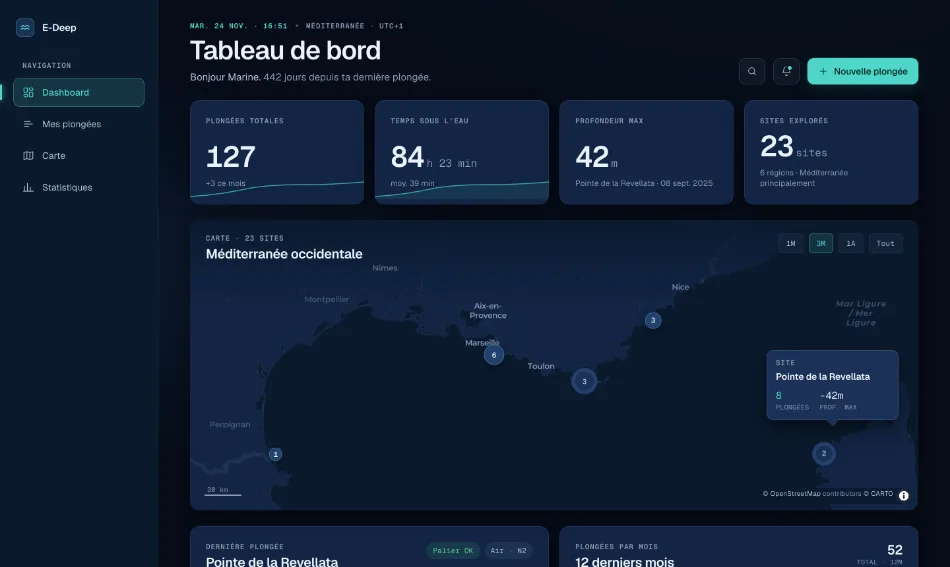 E-Deep
NAVIGATION
Dashboard
Mes plongées
Carte
Statistiques
MAR. 24 NOV. · 16:51 • MÉDITERRANÉE · UTC+1
Tableau de bord
Bonjour Marine. 442 jours depuis ta dernière plongée.
+ Nouvelle plongée
PLONGÉES TOTALES
127
+3 ce mois
TEMPS SOUS L'EAU
84 h 23 min
moy. 39 min
PROFONDEUR MAX
42 m
Pointe de la Revellata · 08 sept. 2025
SITES EXPLORÉS
23 sites
6 régions · Méditerranée
principalement
CARTE · 23 SITES
Méditerranée occidentale
1M 3M 1A Tout
Nîmes
Montpellier
Aix-en-
Provence
Marseille
6
Toulon
3
Nice
3
Mar Ligure
/ Mer
Ligure
Perpignan
1
SITE
Pointe de la Revellata
8 -42m
PLONGÉES PROF. MAX
2
30 km
© OpenStreetMap contributors © CARTO
DERNIÈRE PLONGÉE
Pointe de la Revellata
Palier OK
Air · N2
PLONGÉES PAR MOIS
12 derniers mois
52
TOTAL · 12M